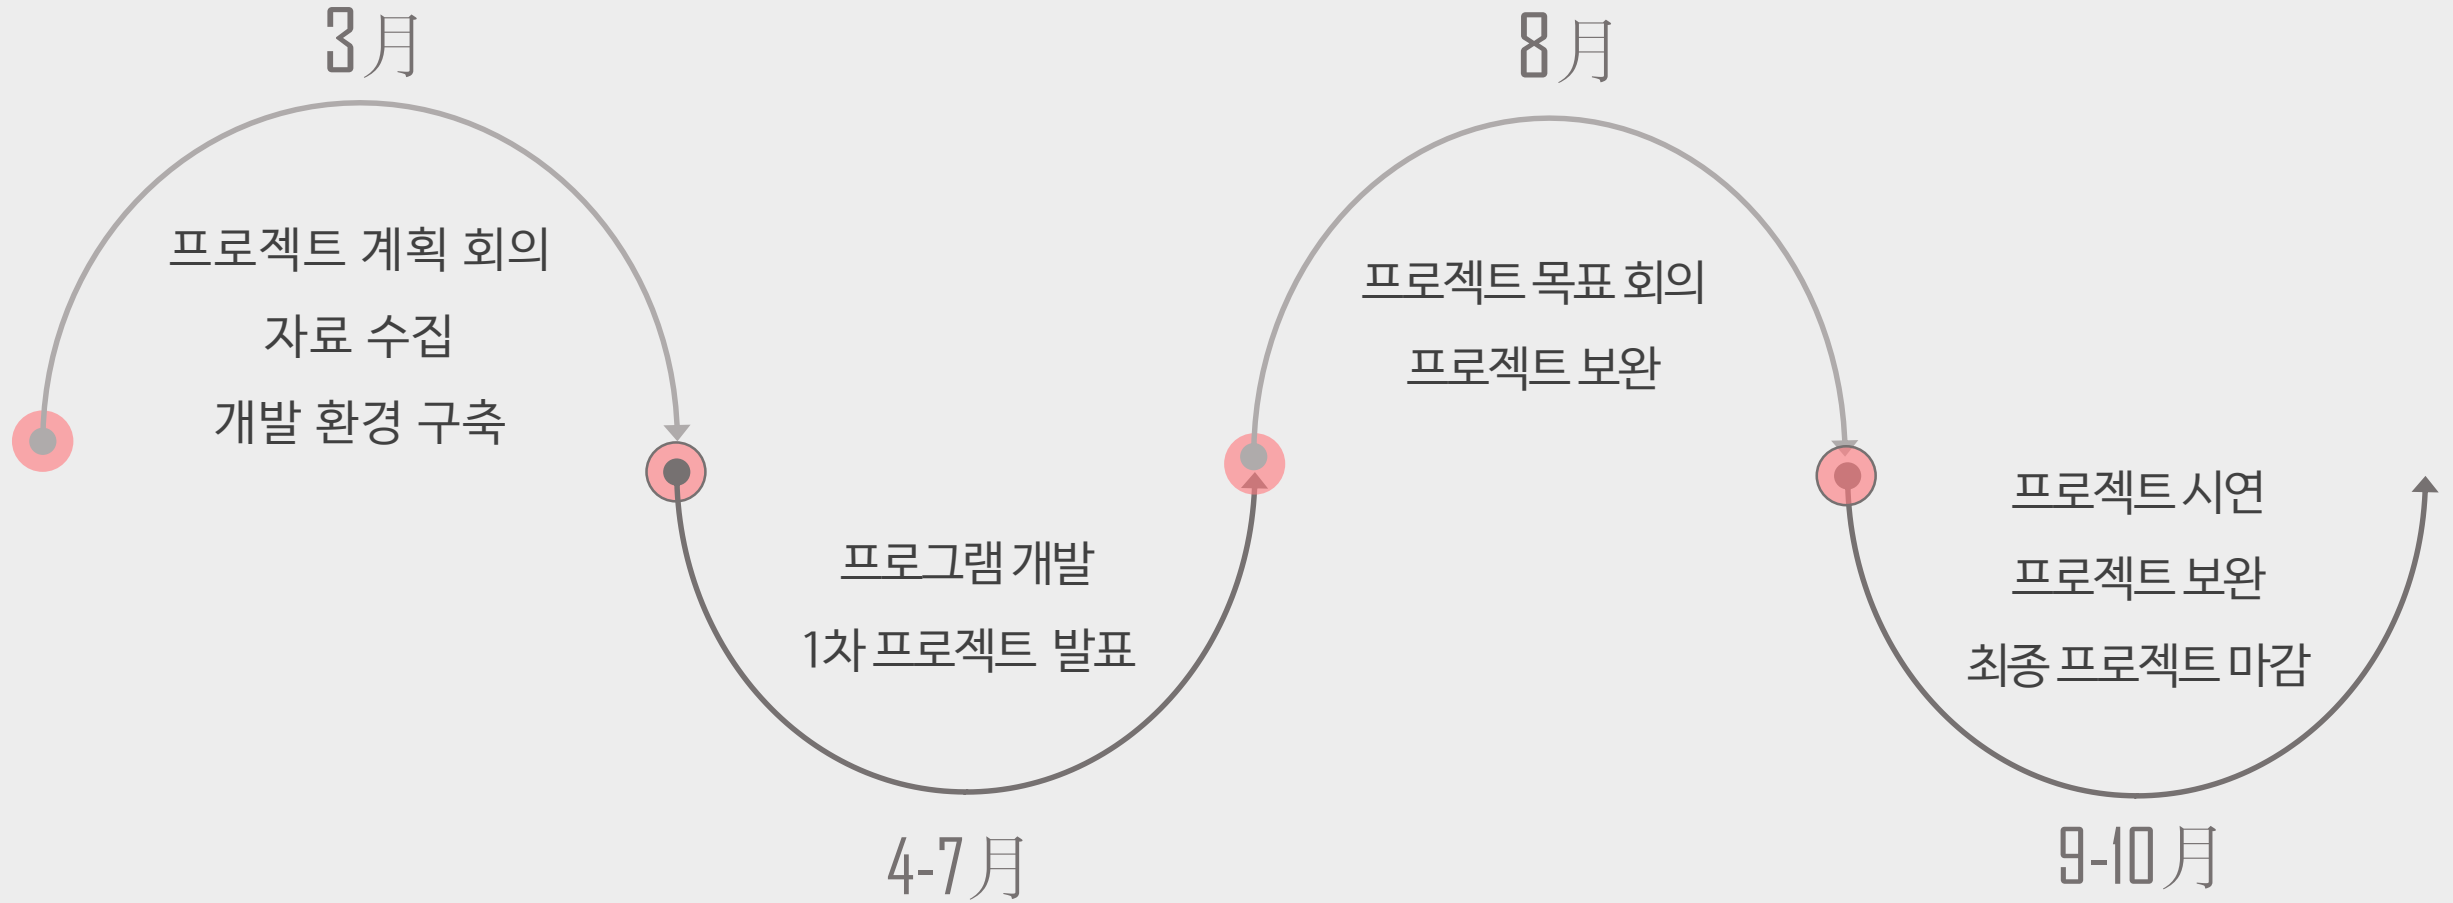 3月
프로젝트 계획 회의
자료 수집
개발 환경 구축
프로그램 개발
1차 프로젝트 발표
4-7月
8月
프로젝트 목표 회의
프로젝트 보완
프로젝트 시연
프로젝트 보완
최종 프로젝트 마감
9-10月